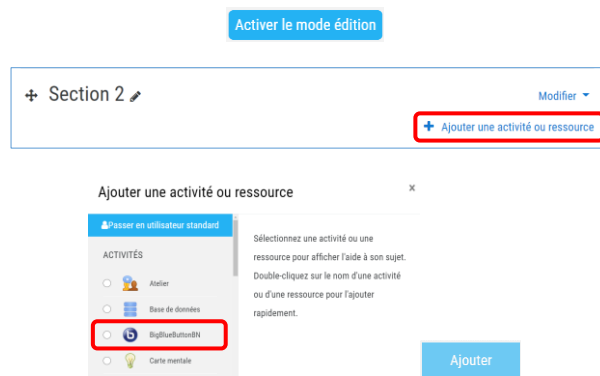 Activer le mode édition
Section 2
Modifier
Ajouter une activité ou ressource
Ajouter une activité ou ressource
x
Passer en utilisateur standard
ACTIVITÉS
Atelier
Base de données
BigBlueButtonBN
Carte mentale
Sélectionnez une activité ou une
ressource pour afficher l'aide à son sujet.
Double-cliquez sur le nom d'une activité
ou d'une ressource pour l'ajouter
rapidement.
Ajouter